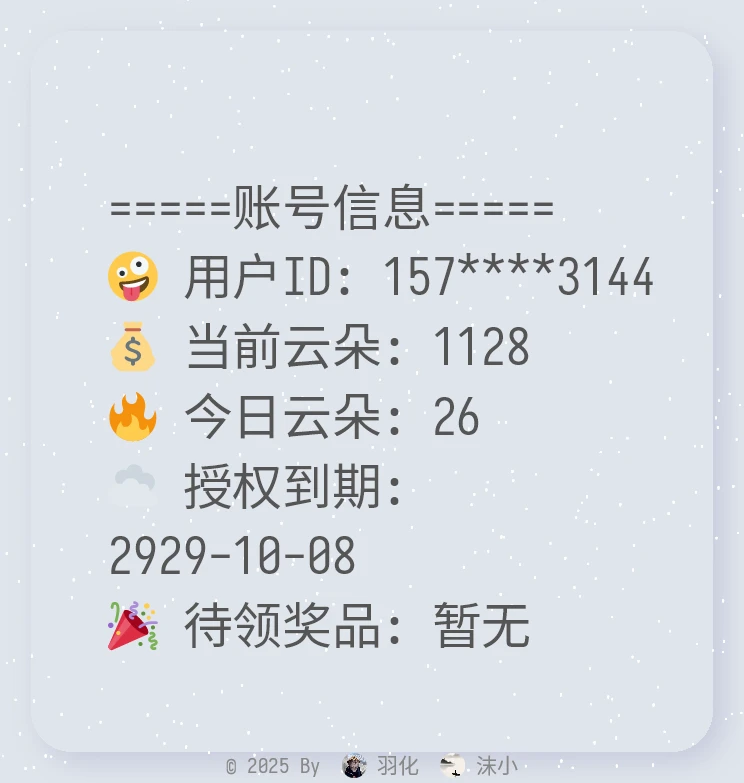 =====账号信息=====
🤪 用户ID: 157****3144
💰 当前云朵: 1128
🔥 今日云朵: 26
☁️ 授权到期:
2929-10-08
🎉 待领奖品: 暂无
© 2025 By 羽化 沫小